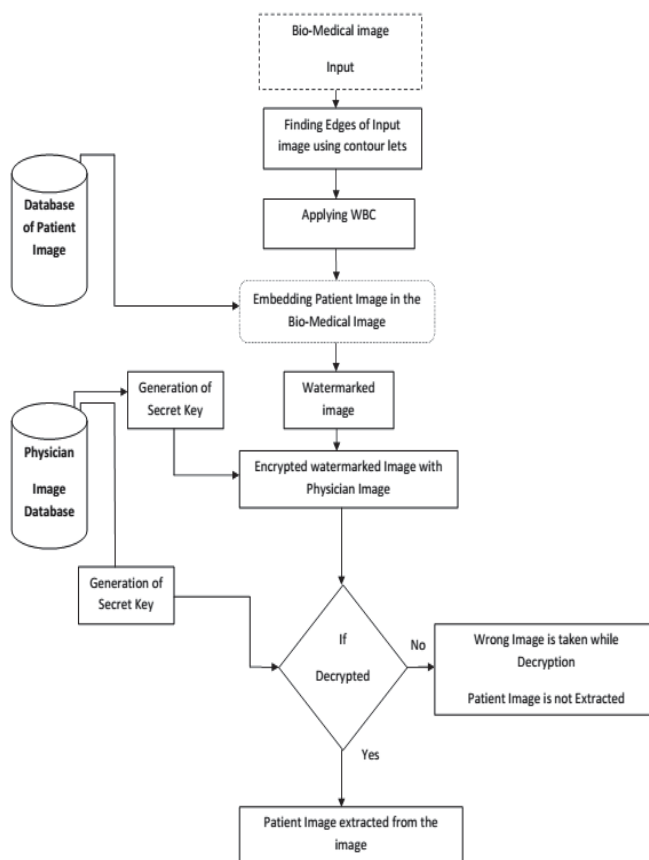 Bio-Medical image
Input
Finding Edges of Input
image using contour lets
Database
of Patient
Image
Applying WBC
Embedding Patient Image in the
Bio-Medical Image
Generation of
Secret Key
Watermarked
image
Physician
Image
Database
Encrypted watermarked Image with
Physician Image
Generation of
Secret Key
If
Decrypted
No
Wrong Image is taken while
Decryption
Patient Image is not Extracted
Yes
Patient Image extracted from the
image